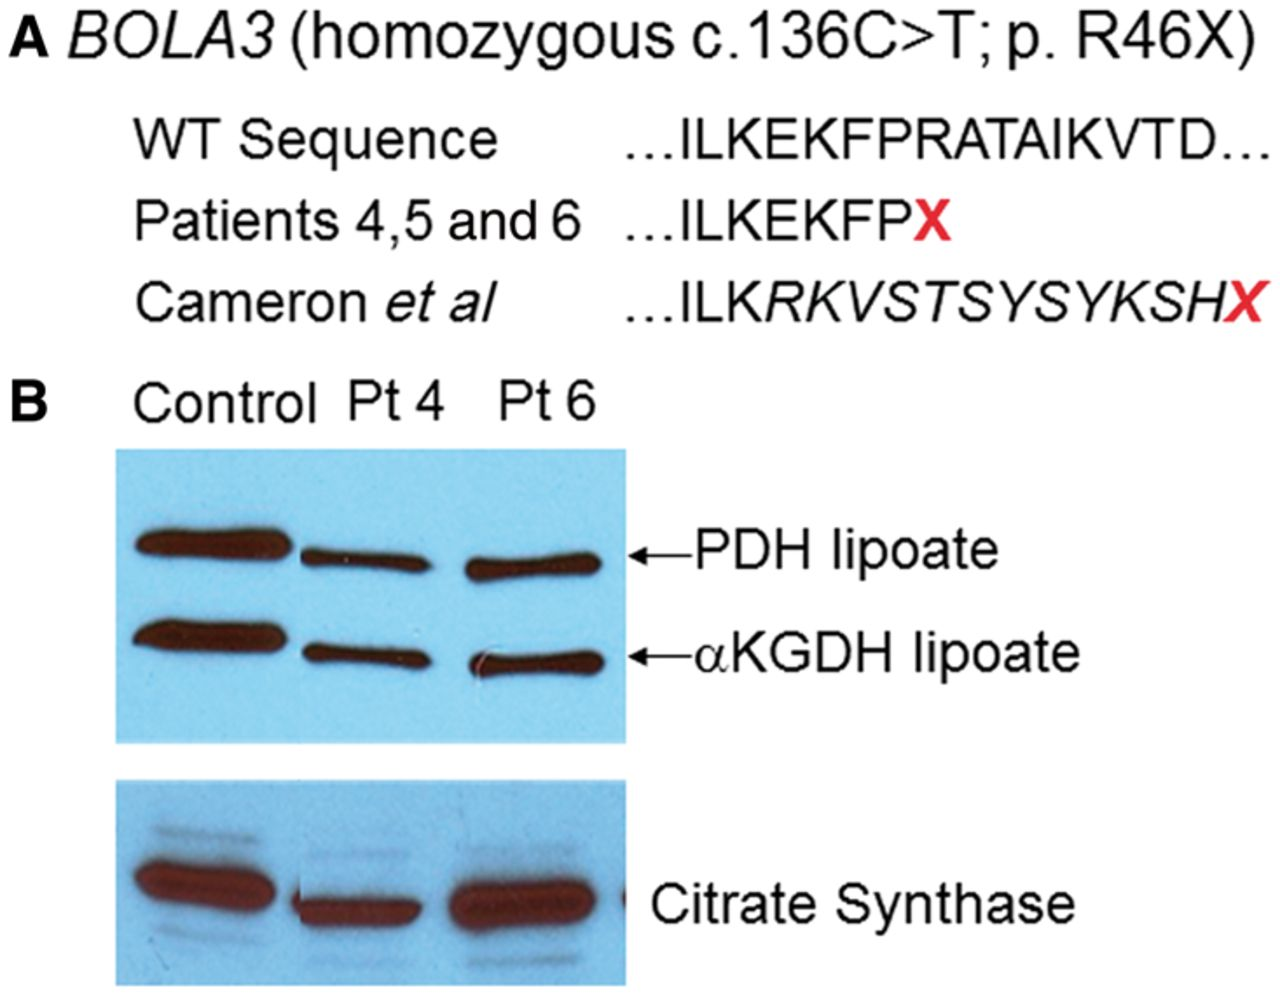 A BOLA3 (homozygous c.136C>T; p. R46X)
WT Sequence ...ILKEKFPRATAIKVTD...
Patients 4,5 and 6 ...ILKEKFPX
Cameron et al ...ILKRKVSTSYSYKSHX
B Control Pt 4 Pt 6
←PDH lipoate
←αKGDH lipoate
Citrate Synthase